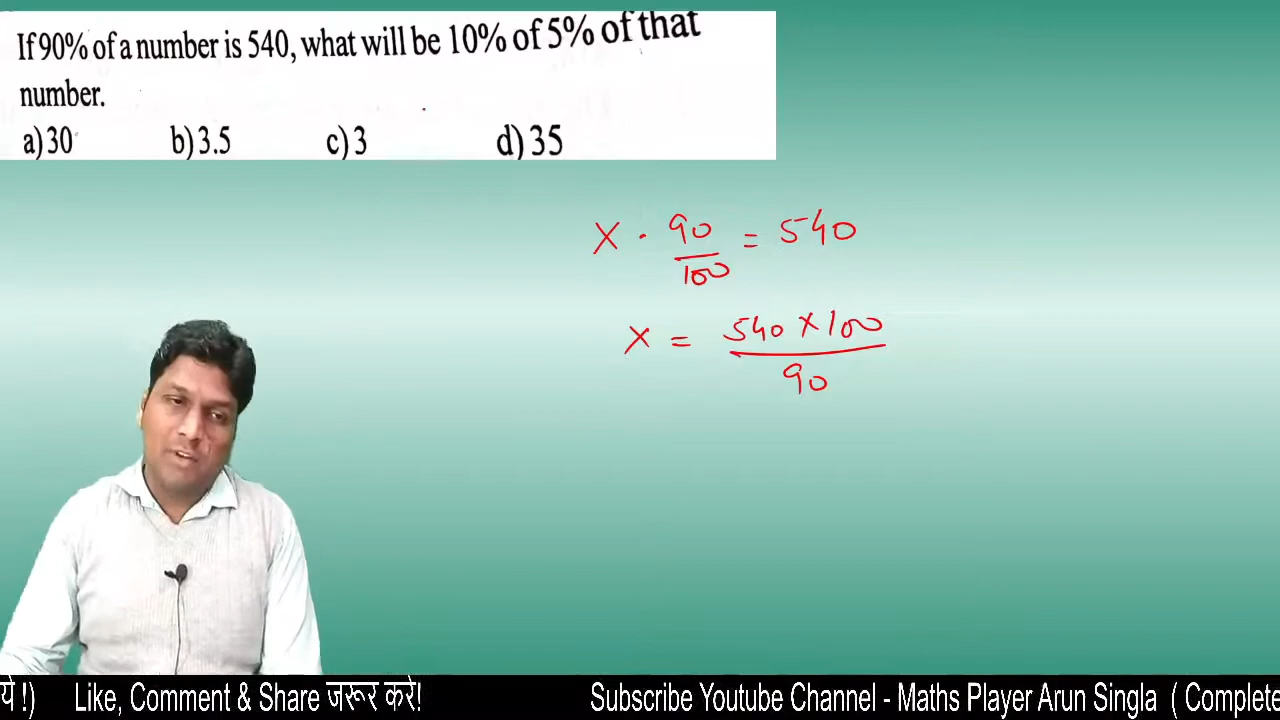 If 90% of a number is 540, what will be 10% of 5% of that
number.
a) 30 b) 3.5 c) 3 d) 35
X · 90/100 = 540
X = 540 × 100 / 90
ये !) Like, Comment & Share जरूर करे! Subscribe Youtube Channel - Maths Player Arun Singla ( Complete